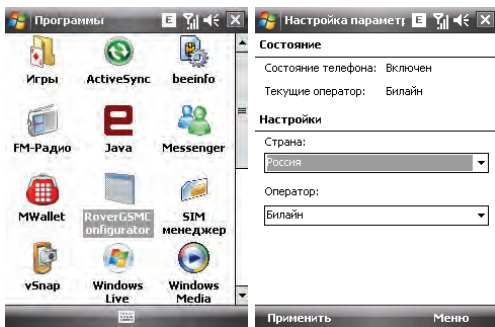 Программы E
Игры ActiveSync beeinfo
FM-Радио Java Messenger
MWallet RoverGSMC
onfigurator SIM
менеджер
vSnap Windows
Live Windows
Media
Настройка парамет E
Состояние
Состояние телефона: Включен
Текущие оператор: Билайн
Настройки
Страна:
Россия
Оператор:
Билайн
Применить Меню